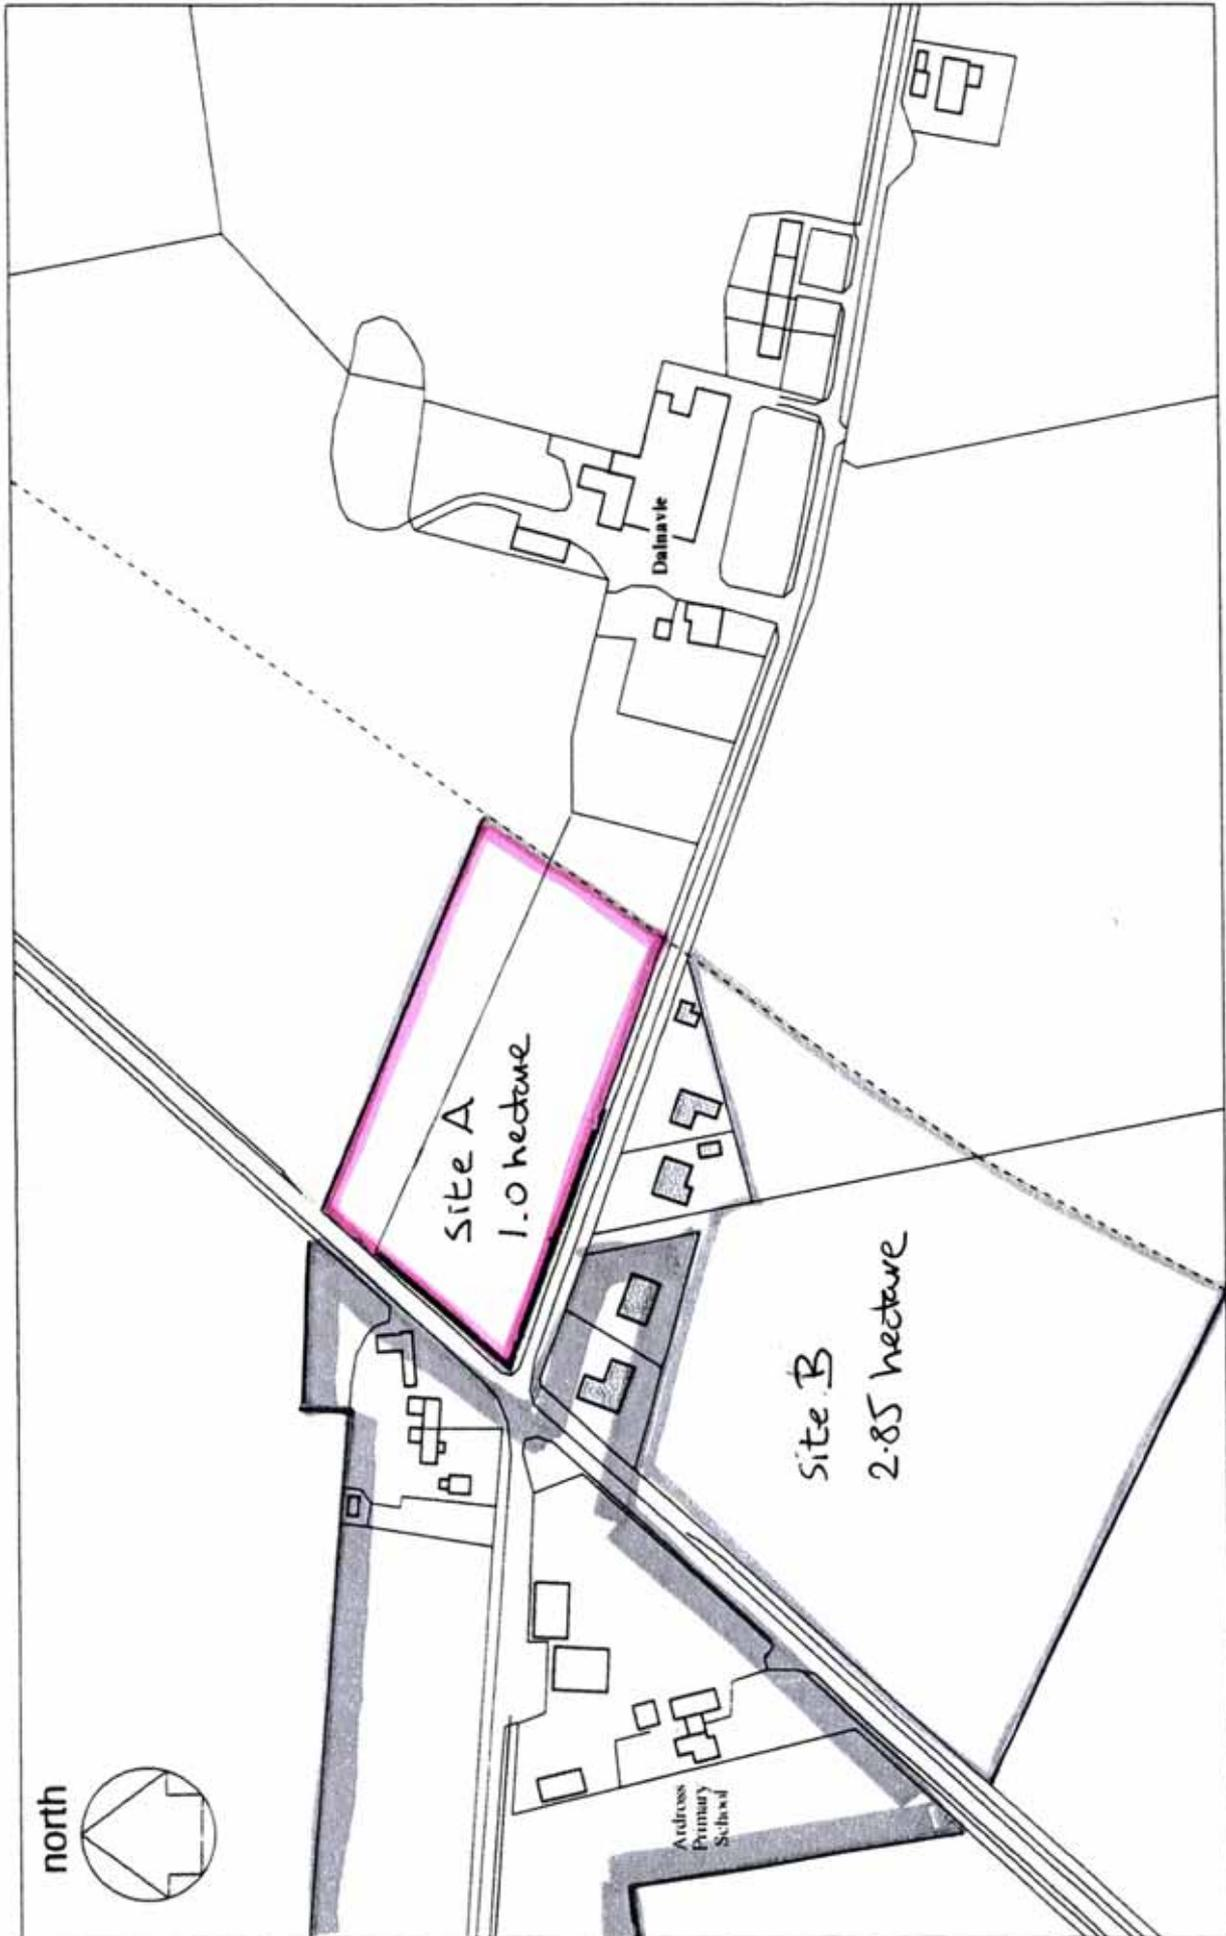 north
Ardross
Primary
School
Site A
1.0 hectare
Site B
2.85 hectare
Dalnavie